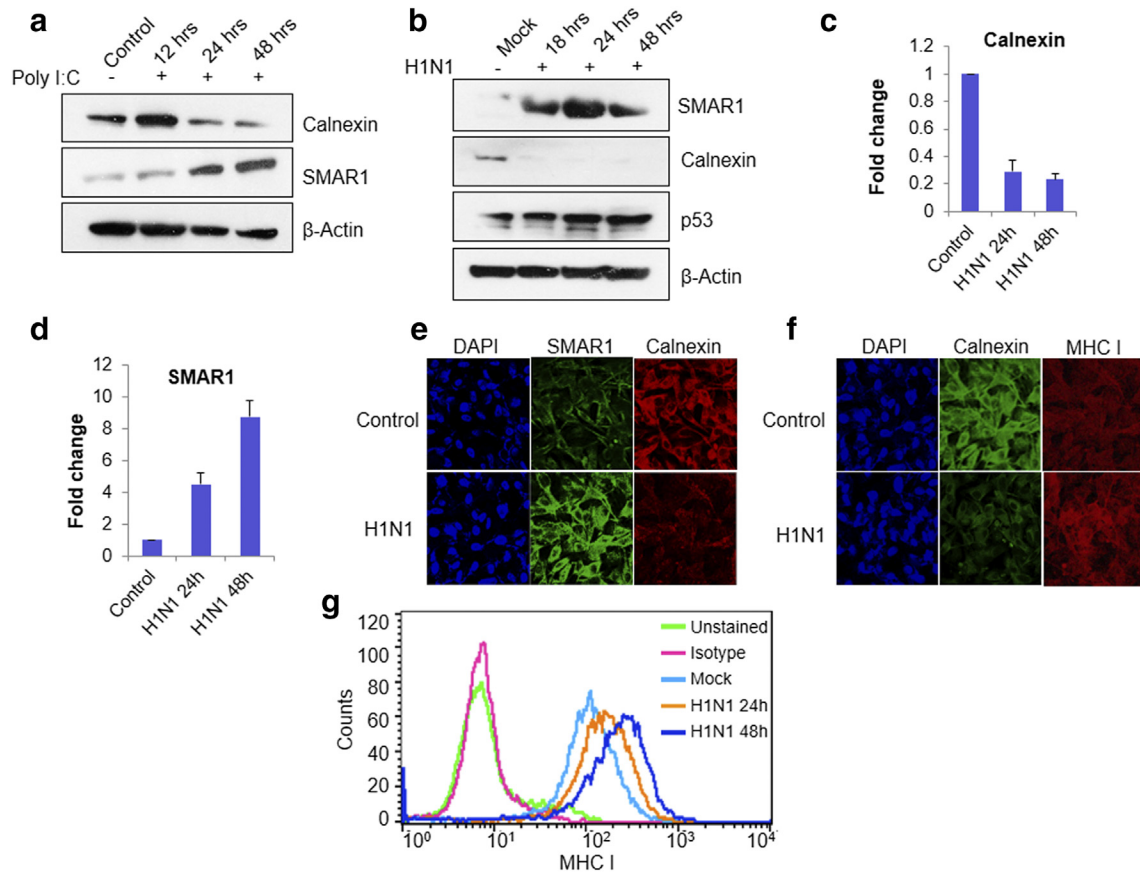 a
Control
12 hrs
24 hrs
48 hrs
Poly I:C
-
+
+
+
Calnexin
SMAR1
β-Actin
b
Mock
18 hrs
24 hrs
48 hrs
H1N1
-
+
+
+
SMAR1
Calnexin
p53
β-Actin
c
Calnexin
Fold change
1.2
1
0.8
0.6
0.4
0.2
0
Control
H1N1 24h
H1N1 48h
d
SMAR1
Fold change
12
10
8
6
4
2
0
Control
H1N1 24h
H1N1 48h
e
DAPI
SMAR1
Calnexin
Control
H1N1
f
DAPI
Calnexin
MHC I
Control
H1N1
g
Counts
120
100
80
60
40
20
0
Unstained
Isotype
Mock
H1N1 24h
H1N1 48h
10⁰
10¹
10²
10³
10⁴
MHC I